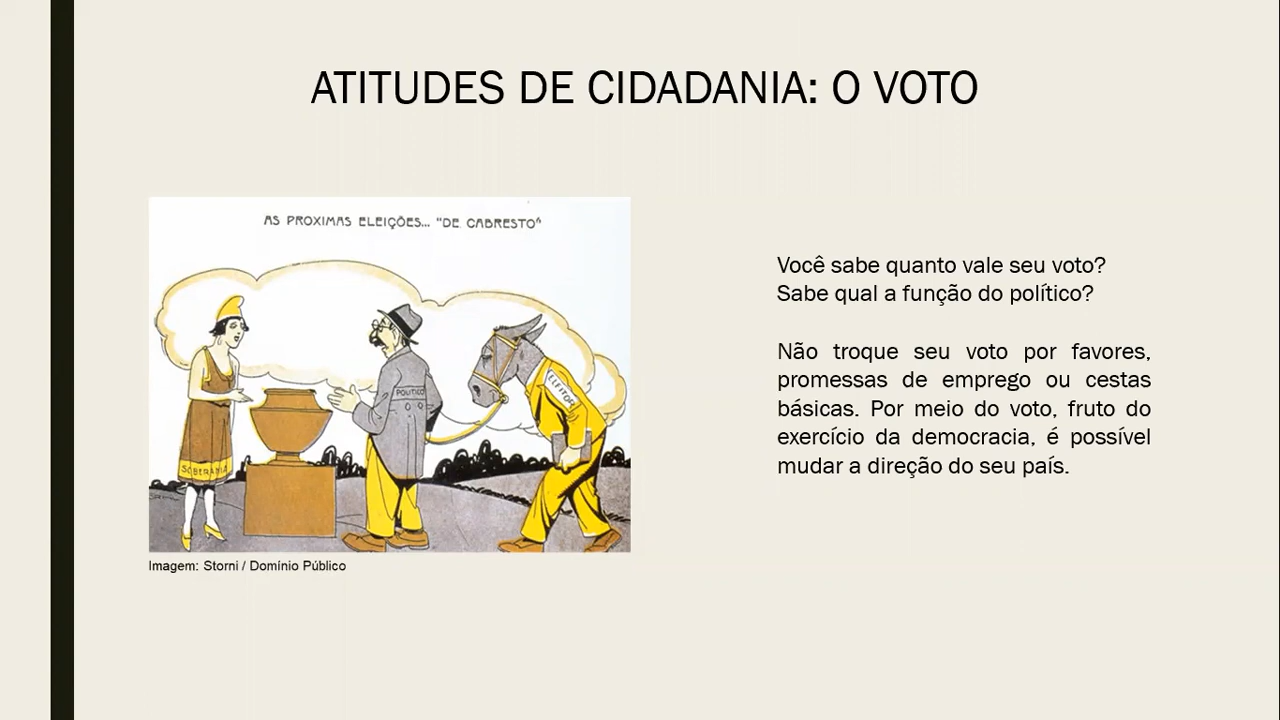 ATITUDES DE CIDADANIA: O VOTO
AS PROXIMAS ELEIÇÕES... "DE CABRESTO"
POLITICO
ELEITOR
SOBERANIA
Imagem: Storni / Domínio Público
Você sabe quanto vale seu voto?
Sabe qual a função do político?
Não troque seu voto por favores,
promessas de emprego ou cestas
básicas. Por meio do voto, fruto do
exercício da democracia, é possível
mudar a direção do seu país.